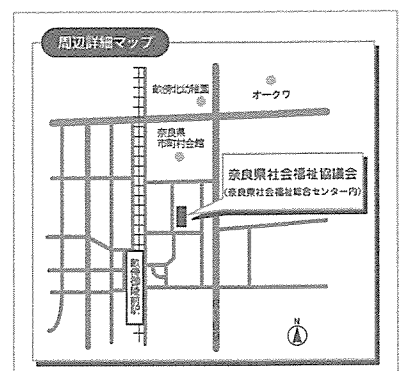 周辺詳細マップ
畝傍北幼稚園
オークワ
奈良県
市町村会館
奈良県社会福祉協議会
(奈良県社会福祉総合センター内)
畝傍御陵前駅
N